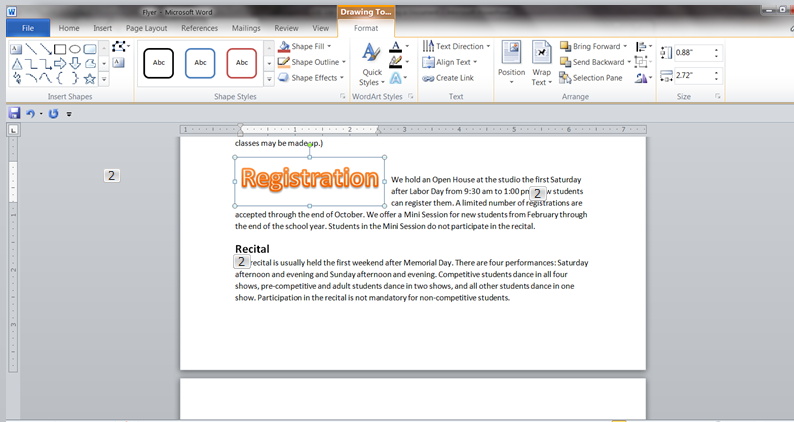 Flyer - Microsoft Word
Drawing To...
File Home Insert Page Layout References Mailings Review View Format
Abc Abc Abc
Shape Fill
Shape Outline
Shape Effects
Quick
Styles
Text Direction
Align Text
Create Link
Position
Wrap
Text
Bring Forward
Send Backward
Selection Pane
0.88"
2.72"
Insert Shapes Shape Styles WordArt Styles Text Arrange Size
1 1 2 3 4 5 6 7
classes may be made up.)
Registration
We hold an Open House at the studio the first Saturday
after Labor Day from 9:30 am to 1:00 pm 2 students
can register them. A limited number of registrations are
accepted through the end of October. We offer a Mini Session for new students from February through
the end of the school year. Students in the Mini Session do not participate in the recital.
2
Recital
2 recital is usually held the first weekend after Memorial Day. There are four performances: Saturday
afternoon and evening and Sunday afternoon and evening. Competitive students dance in all four
shows, pre-competitive and adult students dance in two shows, and all other students dance in one
show. Participation in the recital is not mandatory for non-competitive students.